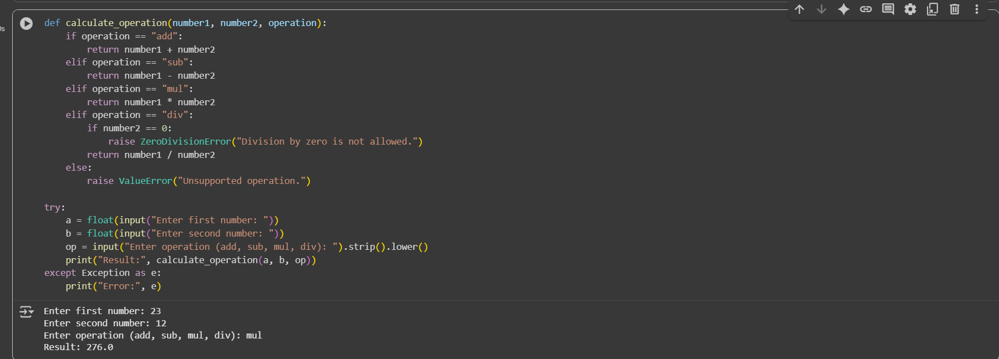 def calculate_operation(number1, number2, operation):
    if operation == "add":
        return number1 + number2
    elif operation == "sub":
        return number1 - number2
    elif operation == "mul":
        return number1 * number2
    elif operation == "div":
        if number2 == 0:
            raise ZeroDivisionError("Division by zero is not allowed.")
        return number1 / number2
    else:
        raise ValueError("Unsupported operation.")

try:
    a = float(input("Enter first number: "))
    b = float(input("Enter second number: "))
    op = input("Enter operation (add, sub, mul, div): ").strip().lower()
    print("Result:", calculate_operation(a, b, op))
except Exception as e:
    print("Error:", e)
Enter first number: 23
Enter second number: 12
Enter operation (add, sub, mul, div): mul
Result: 276.0